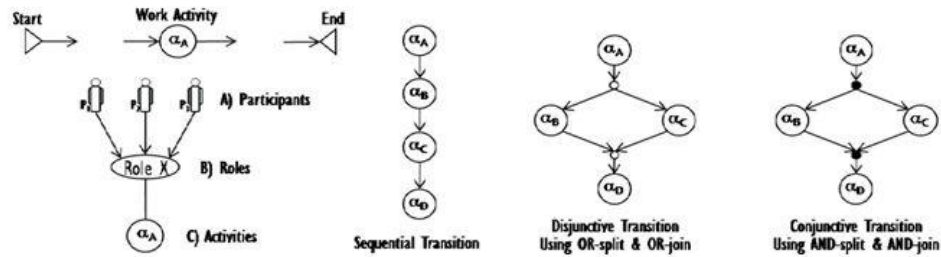 Start
Work Activity
End
αA
P1
P2
P3
A) Participants
Role X
B) Roles
αA
C) Activities
αA
αB
αC
αD
Sequential Transition
αA
αB
αC
αD
Disjunctive Transition
Using OR-split & OR-join
αA
αB
αC
αD
Conjunctive Transition
Using AND-split & AND-join